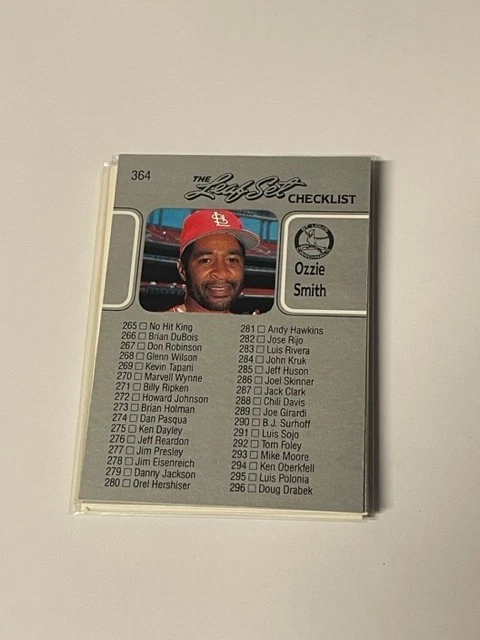 364
THE Leaf Set CHECKLIST
ST. LOUIS
CARDINALS
Ozzie
Smith
StL
265 No Hit King
266 Brian DuBois
267 Don Robinson
268 Glenn Wilson
269 Kevin Tapani
270 Marvell Wynne
271 Billy Ripken
272 Howard Johnson
273 Brian Holman
274 Dan Pasqua
275 Ken Dayley
276 Jeff Reardon
277 Jim Presley
278 Jim Eisenreich
279 Danny Jackson
280 Orel Hershiser
281 Andy Hawkins
282 Jose Rijo
283 Luis Rivera
284 John Kruk
285 Jeff Huson
286 Joel Skinner
287 Jack Clark
288 Chili Davis
289 Joe Girardi
290 B.J. Surhoff
291 Luis Sojo
292 Tom Foley
293 Mike Moore
294 Ken Oberkfell
295 Luis Polonia
296 Doug Drabek